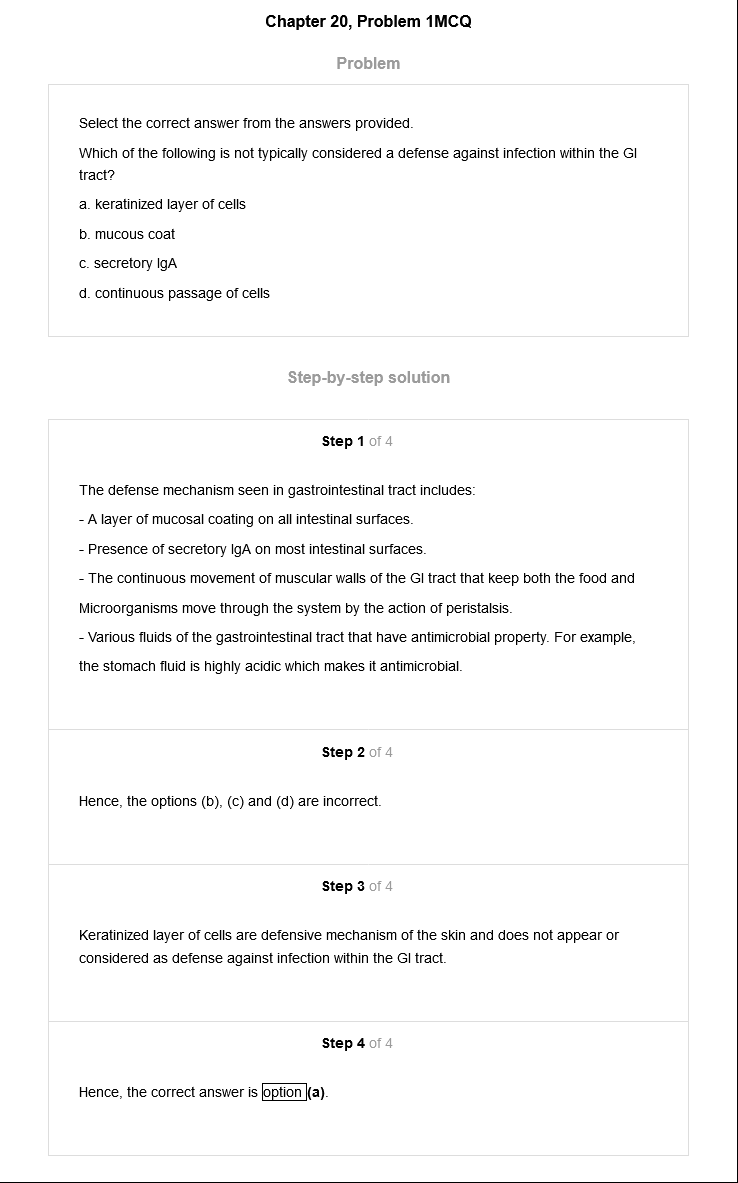 Chapter 20, Problem 1MCQ
Problem
Select the correct answer from the answers provided.
Which of the following is not typically considered a defense against infection within the GI
tract?
a. keratinized layer of cells
b. mucous coat
c. secretory IgA
d. continuous passage of cells
Step-by-step solution
Step 1 of 4
The defense mechanism seen in gastrointestinal tract includes:
- A layer of mucosal coating on all intestinal surfaces.
- Presence of secretory IgA on most intestinal surfaces.
- The continuous movement of muscular walls of the GI tract that keep both the food and
Microorganisms move through the system by the action of peristalsis.
- Various fluids of the gastrointestinal tract that have antimicrobial property. For example,
the stomach fluid is highly acidic which makes it antimicrobial.
Step 2 of 4
Hence, the options (b), (c) and (d) are incorrect.
Step 3 of 4
Keratinized layer of cells are defensive mechanism of the skin and does not appear or
considered as defense against infection within the GI tract.
Step 4 of 4
Hence, the correct answer is option (a).